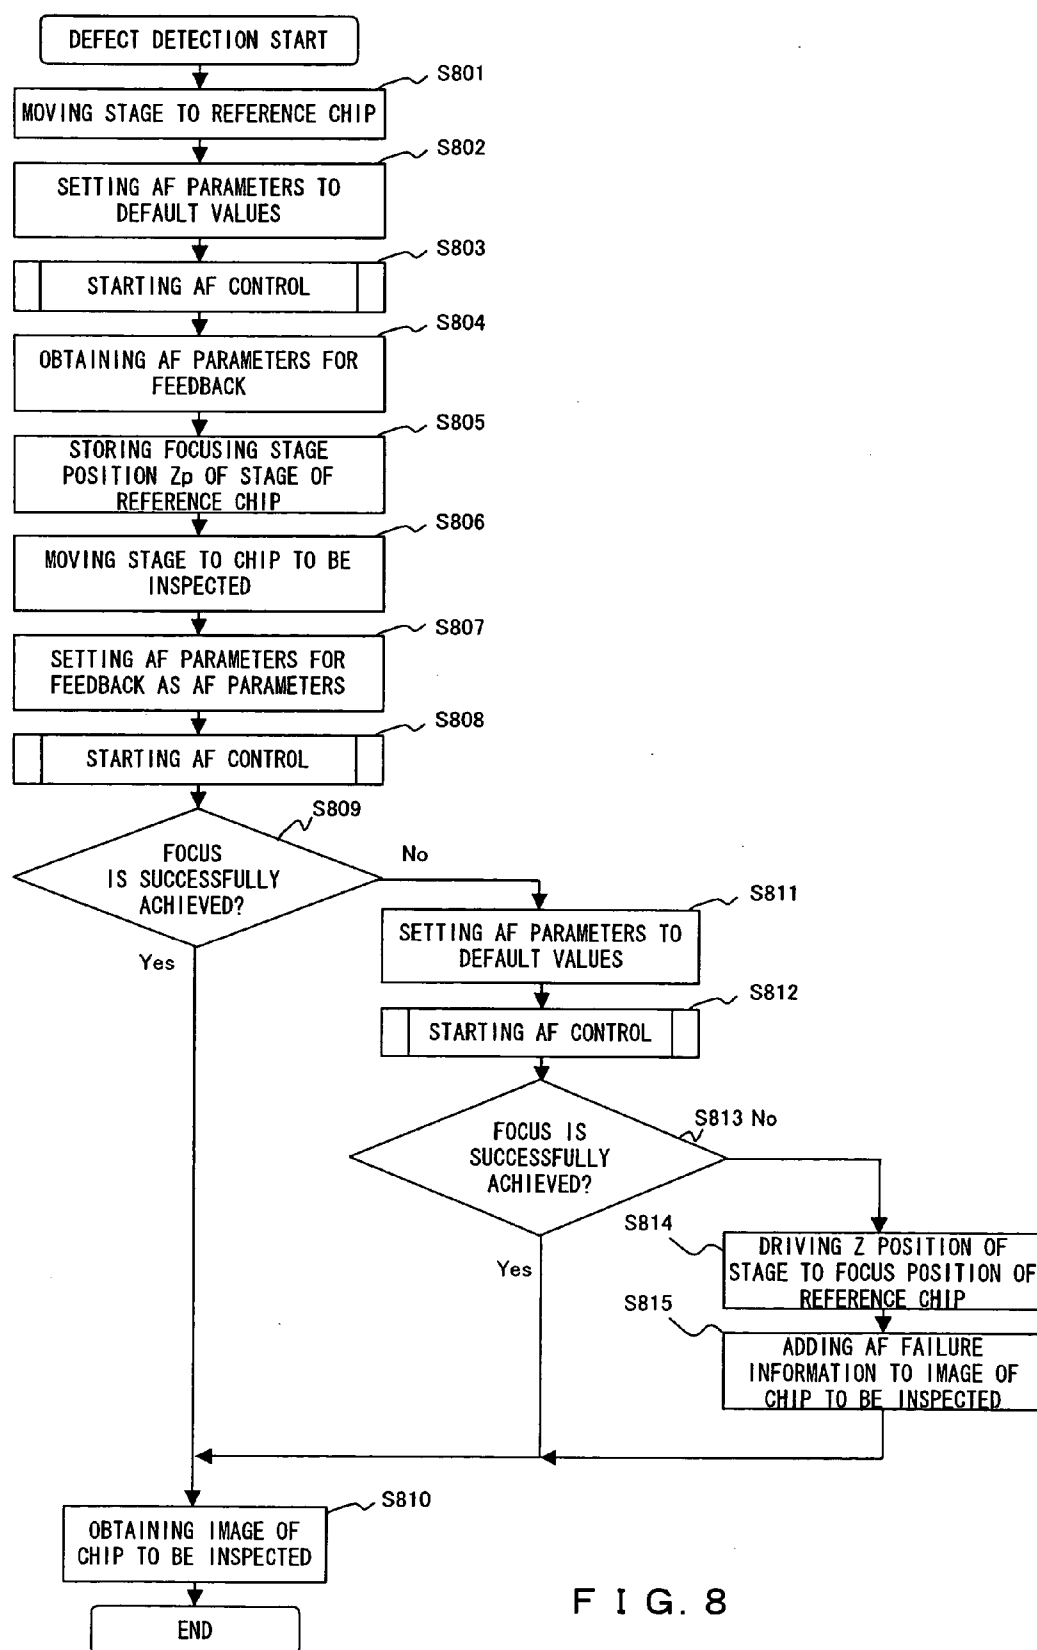 DEFECT DETECTION START
S801
MOVING STAGE TO REFERENCE CHIP
S802
SETTING AF PARAMETERS TO
DEFAULT VALUES
S803
STARTING AF CONTROL
S804
OBTAINING AF PARAMETERS FOR
FEEDBACK
S805
STORING FOCUSING STAGE
POSITION Zp OF STAGE OF
REFERENCE CHIP
S806
MOVING STAGE TO CHIP TO BE
INSPECTED
S807
SETTING AF PARAMETERS FOR
FEEDBACK AS AF PARAMETERS
S808
STARTING AF CONTROL
S809
FOCUS
IS SUCCESSFULLY
ACHIEVED?
No
Yes
S811
SETTING AF PARAMETERS TO
DEFAULT VALUES
S812
STARTING AF CONTROL
S813 No
FOCUS IS
SUCCESSFULLY
ACHIEVED?
Yes
S814
DRIVING Z POSITION OF
STAGE TO FOCUS POSITION OF
REFERENCE CHIP
S815
ADDING AF FAILURE
INFORMATION TO IMAGE OF
CHIP TO BE INSPECTED
S810
OBTAINING IMAGE OF
CHIP TO BE INSPECTED
END
FIG. 8